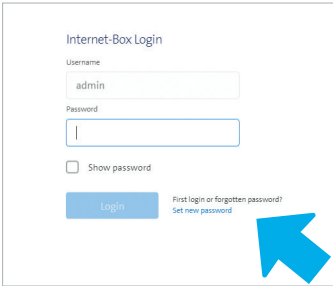 Internet-Box Login
Username
admin
Password
Show password
Login
First login or forgotten password?
Set new password